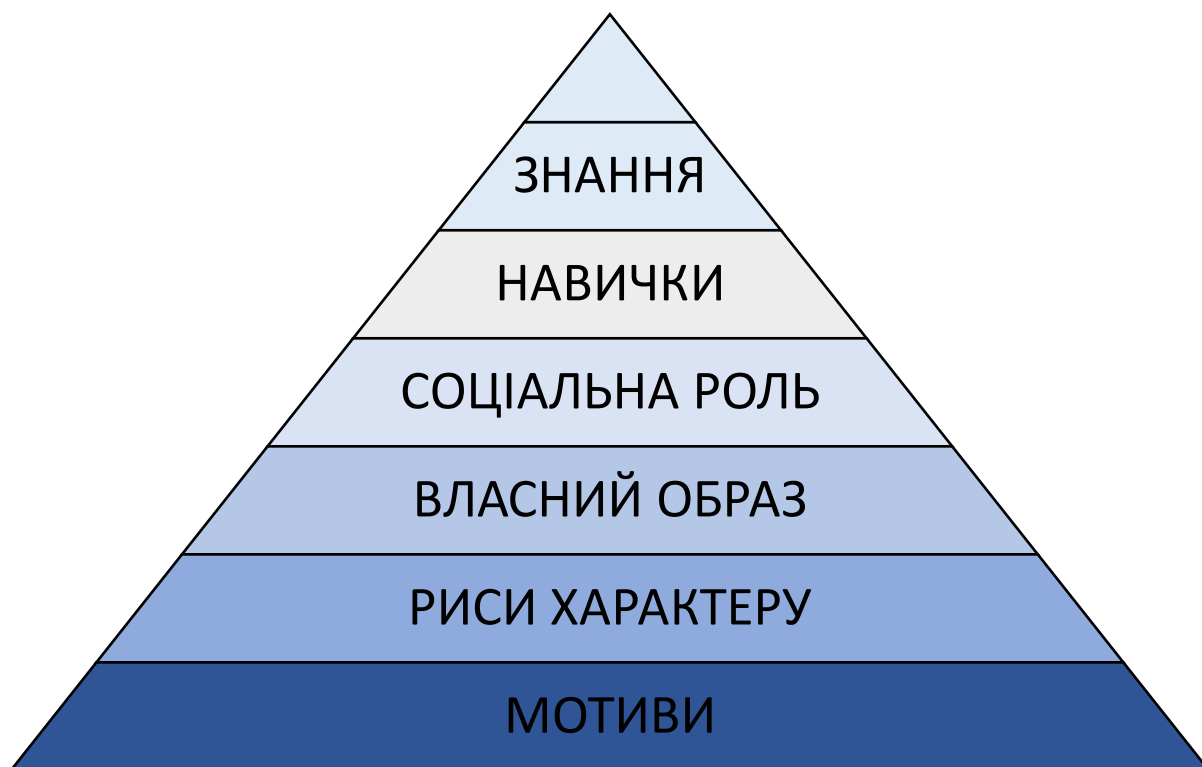 ЗНАННЯ
НАВИЧКИ
СОЦІАЛЬНА РОЛЬ
ВЛАСНИЙ ОБРАЗ
РИСИ ХАРАКТЕРУ
МОТИВИ